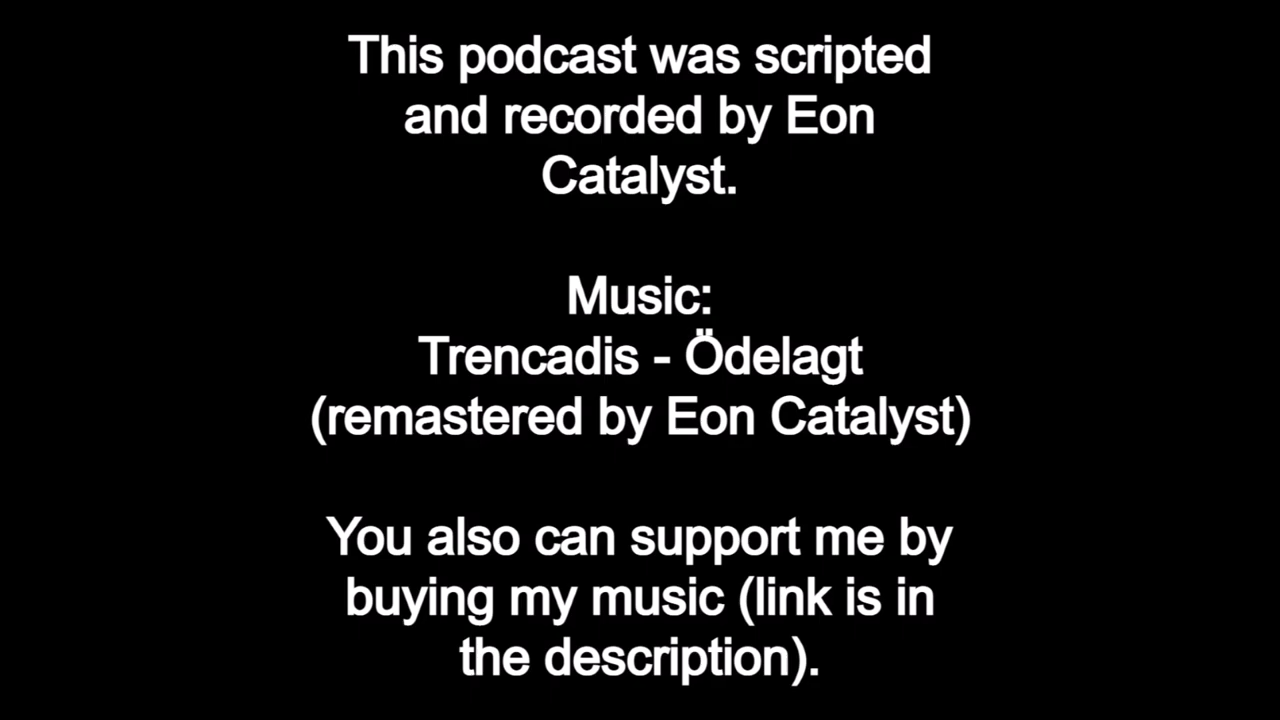 This podcast was scripted
and recorded by Eon
Catalyst.
Music:
Trencadis - Ödelagt
(remastered by Eon Catalyst)
You also can support me by
buying my music (link is in
the description).